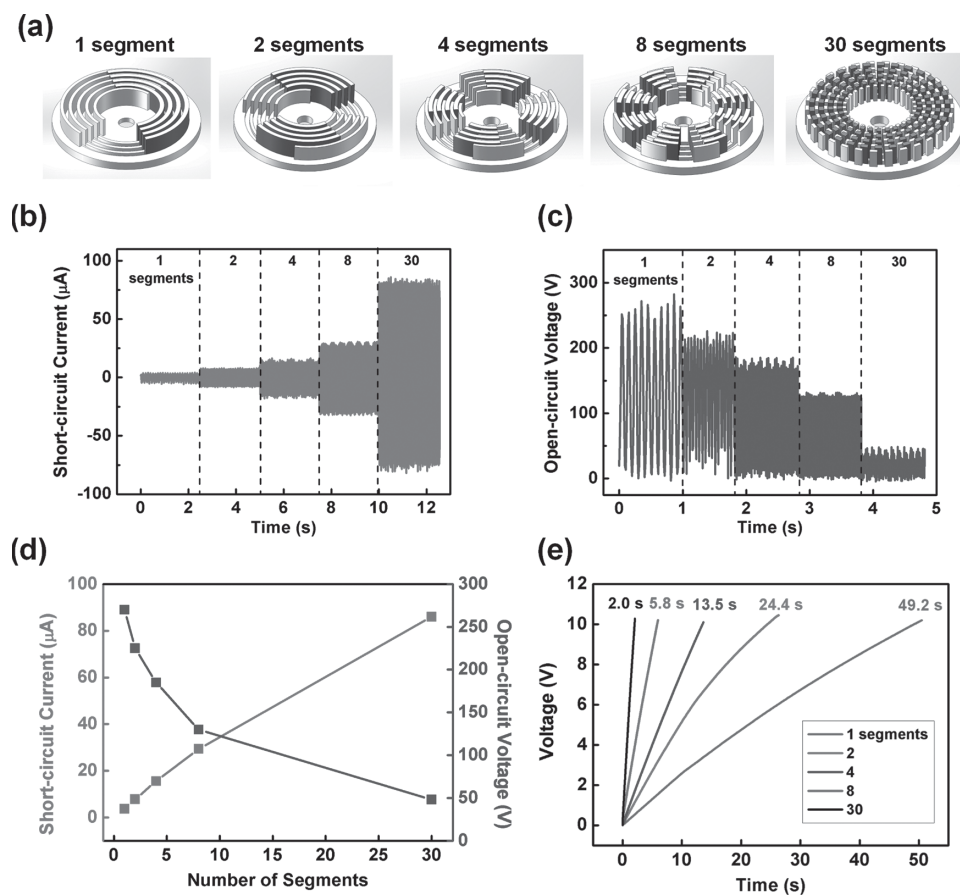 (a)
1 segment 2 segments 4 segments 8 segments 30 segments
(b)
100
50
0
-50
-100
Short-circuit Current (μA)
1 2 4 8 30
segments
0 2 4 6 8 10 12
Time (s)
(c)
300
200
100
0
Open-circuit Voltage (V)
1 2 4 8 30
segments
0 1 2 3 4 5
Time (s)
(d)
100
80
60
40
20
0
Short-circuit Current (μA)
300
250
200
150
100
50
0
Open-circuit Voltage
(V)
0 5 10 15 20 25 30
Number of Segments
(e)
12
10
8
6
4
2
0
Voltage (V)
2.0 s 5.8 s 13.5 s 24.4 s 49.2 s
1 segments
2
4
8
30
0 10 20 30 40 50
Time (s)